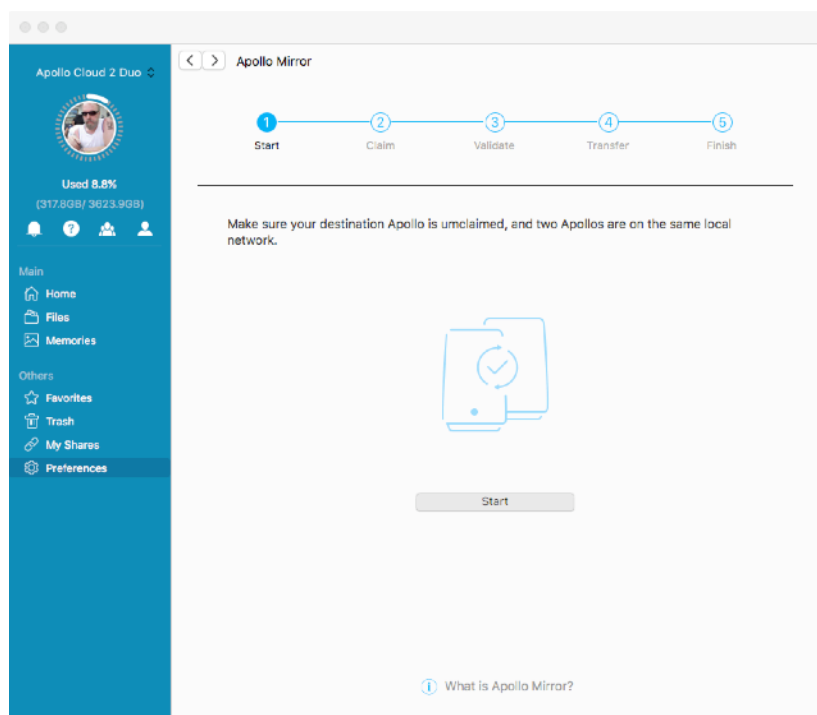 Apollo Cloud 2 Duo
Used 8.8%
(317.8GB/ 3623.9GB)
Main
Home
Files
Memories
Others
Favorites
Trash
My Shares
Preferences
Apollo Mirror
1 2 3 4 5
Start Claim Validate Transfer Finish
Make sure your destination Apollo is umclaimed, and two Apollos are on the same local
network.
Start
What is Apollo Mirror?